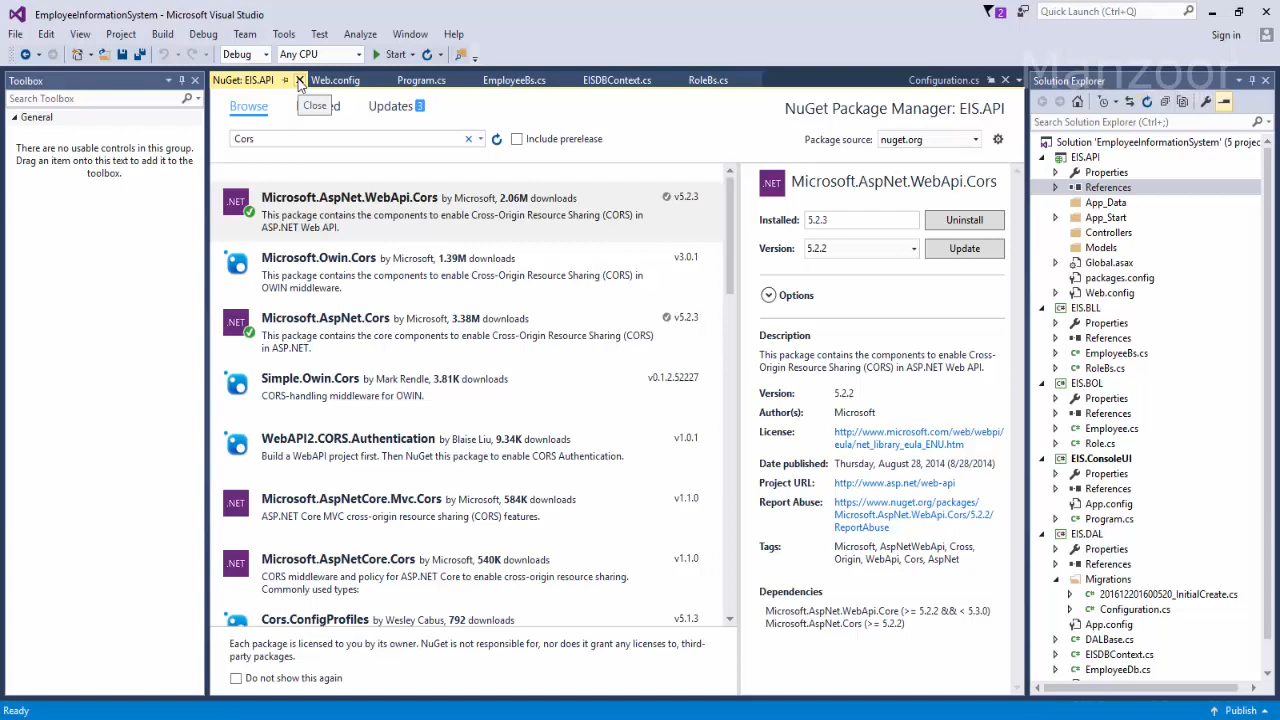 EmployeeInformationSystem - Microsoft Visual Studio
2
Quick Launch (Ctrl+Q)
File Edit View Project Build Debug Team Tools Test Analyze Window Help
Sign in
Debug Any CPU Start
Manzoor
Toolbox
Search Toolbox
General
There are no usable controls in this group.
Drag an item onto this text to add it to the
toolbox.
NuGet: EIS.API Web.config Program.cs EmployeeBs.cs EISDBContext.cs RoleBs.cs Configuration.cs
Close
Browse
Updates 3
NuGet Package Manager: EIS.API
Cors
Include prerelease
Package source: nuget.org
Microsoft.AspNet.WebApi.Cors by Microsoft, 2.06M downloads v5.2.3
This package contains the components to enable Cross-Origin Resource Sharing (CORS) in
ASP.NET Web API.
Microsoft.Owin.Cors by Microsoft, 1.39M downloads v3.0.1
This package contains the components to enable Cross-Origin Resource Sharing (CORS) in
OWIN middleware.
Microsoft.AspNet.Cors by Microsoft, 3.38M downloads v5.2.3
This package contains the core components to enable Cross-Origin Resource Sharing (CORS)
in ASP.NET.
Simple.Owin.Cors by Mark Rendle, 3.81K downloads v0.1.2.52227
CORS-handling middleware for OWIN.
WebAPI2.CORS.Authentication by Blaise Liu, 9.34K downloads v1.0.1
Build a WebAPI project first. Then NuGet this package to enable CORS Authentication.
Microsoft.AspNetCore.Mvc.Cors by Microsoft, 584K downloads v1.1.0
ASP.NET Core MVC cross-origin resource sharing (CORS) features.
Microsoft.AspNetCore.Cors by Microsoft, 540K downloads v1.1.0
CORS middleware and policy for ASP.NET Core to enable cross-origin resource sharing.
Commonly used types:
Cors.ConfigProfiles by Wesley Cabus, 792 downloads v5.1.3
.NET
.NET
.NET
.NET
Each package is licensed to you by its owner. NuGet is not responsible for, nor does it grant any licenses to, third-
party packages.
Do not show this again
.NET Microsoft.AspNet.WebApi.Cors
Installed: 5.2.3 Uninstall
Version: 5.2.2 Update
Options
Description
This package contains the components to enable Cross-
Origin Resource Sharing (CORS) in ASP.NET Web API.
Version: 5.2.2
Author(s): Microsoft
License: http://www.microsoft.com/web/webpi/
eula/net_library_eula_ENU.htm
Date published: Thursday, August 28, 2014 (8/28/2014)
Project URL: http://www.asp.net/web-api
Report Abuse: https://www.nuget.org/packages/
Microsoft.AspNet.WebApi.Cors/5.2.2/
ReportAbuse
Tags: Microsoft, AspNetWebApi, Cross,
Origin, WebApi, Cors, AspNet
Dependencies
Microsoft.AspNet.WebApi.Core (>= 5.2.2 && < 5.3.0)
Microsoft.AspNet.Cors (>= 5.2.2)
Solution Explorer
Search Solution Explorer (Ctrl+;)
Solution 'EmployeeInformationSystem' (5 projec
EIS.API
Properties
References
App_Data
App_Start
Controllers
Models
Global.asax
packages.config
Web.config
EIS.BLL
Properties
References
EmployeeBs.cs
RoleBs.cs
EIS.BOL
Properties
References
Employee.cs
Role.cs
EIS.ConsoleUI
Properties
References
App.config
Program.cs
EIS.DAL
Properties
References
Migrations
201612201600520_InitialCreate.cs
Configuration.cs
App.config
DALBase.cs
EISDBContext.cs
EmployeeDb.cs
Ready
Publish